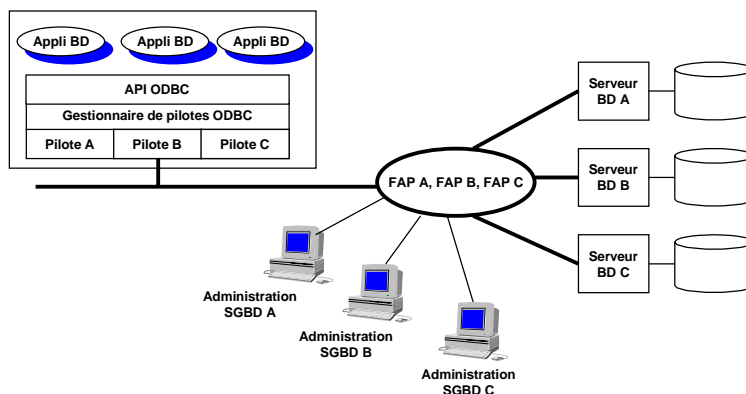 Appli BD
Appli BD
Appli BD
API ODBC
Gestionnaire de pilotes ODBC
Pilote A
Pilote B
Pilote C
FAP A, FAP B, FAP C
Serveur
BD A
Serveur
BD B
Serveur
BD C
Administration
SGBD A
Administration
SGBD B
Administration
SGBD C